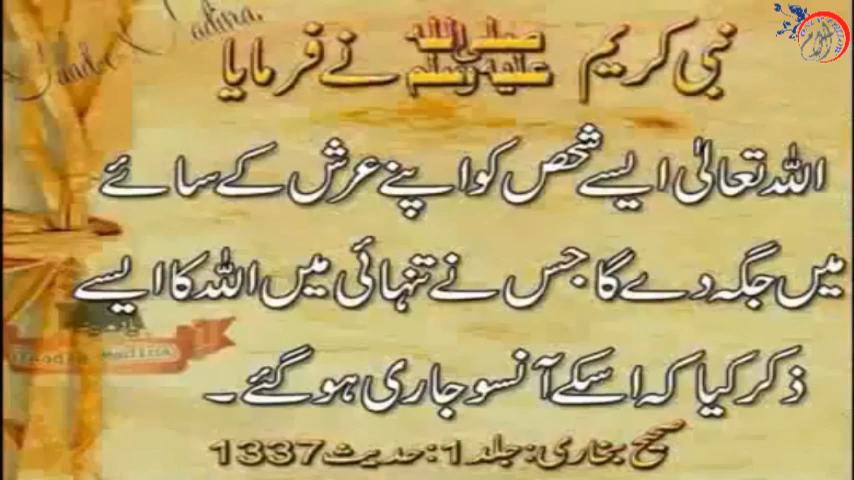 نبی کریم صلی اللہ علیہ وسلم نے فرمایا
اللہ تعالیٰ ایسے شخص کو اپنے عرش کے سائے
میں جگہ دے گا جس نے تنہائی میں اللہ کا ایسے
ذکر کیا کہ اسکے آنسو جاری ہو گئے۔
صحیح بخاری: جلد 1: حدیث 1337